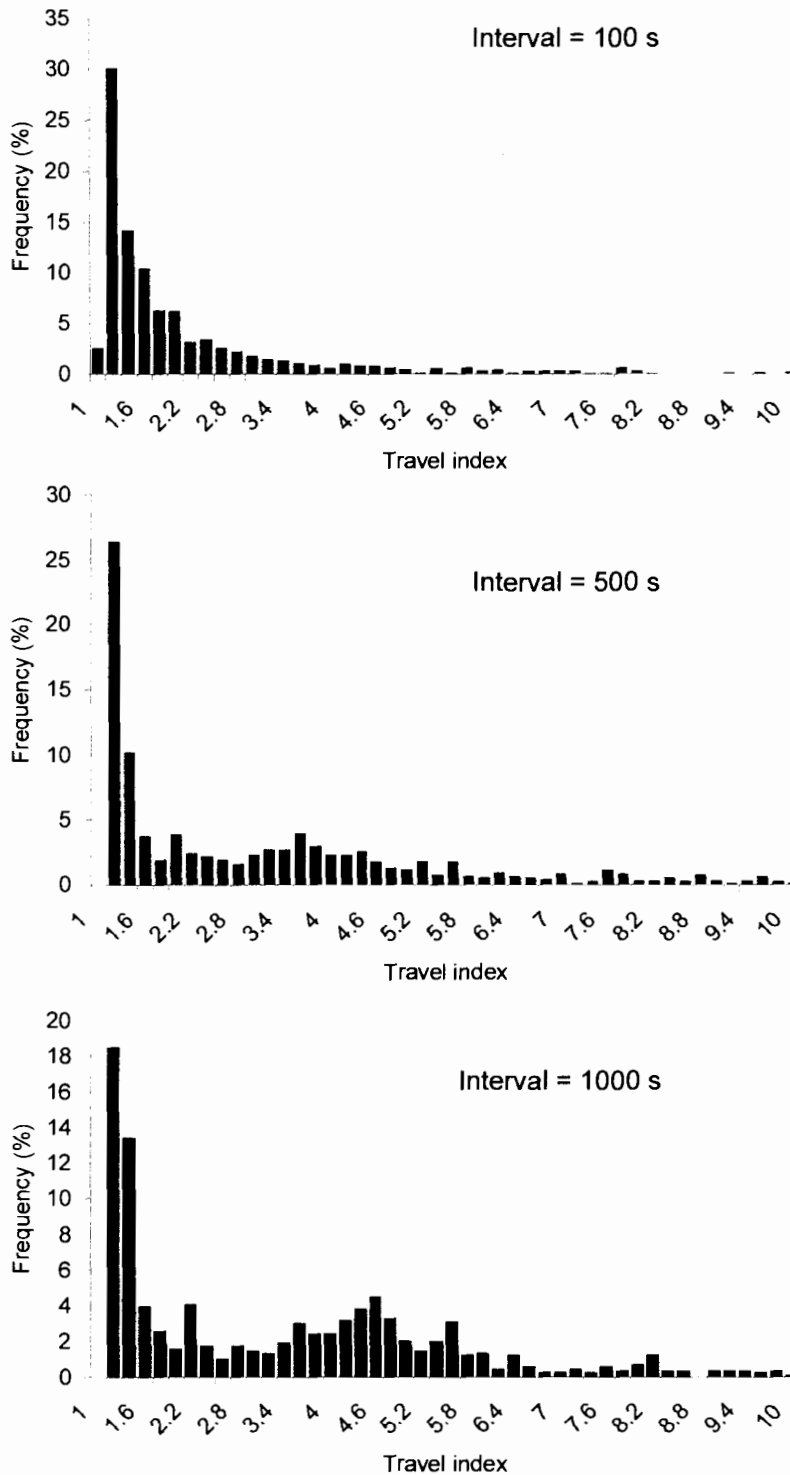 35
30
25
20
15
10
5
0
Frequency (%)
Interval = 100 s
1 1.6 2.2 2.8 3.4 4 4.6 5.2 5.8 6.4 7 7.6 8.2 8.8 9.4 10
Travel index
30
25
20
15
10
5
0
Frequency (%)
Interval = 500 s
1 1.6 2.2 2.8 3.4 4 4.6 5.2 5.8 6.4 7 7.6 8.2 8.8 9.4 10
Travel index
20
18
16
14
12
10
8
6
4
2
0
Frequency (%)
Interval = 1000 s
1 1.6 2.2 2.8 3.4 4 4.6 5.2 5.8 6.4 7 7.6 8.2 8.8 9.4 10
Travel index